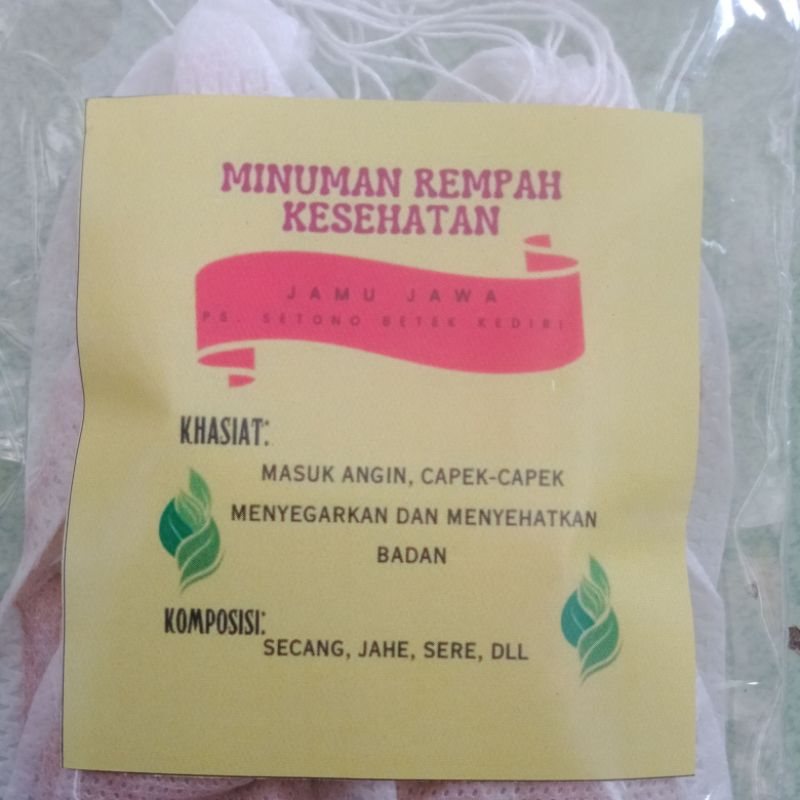 MINUMAN REMPAH
KESEHATAN
JAMU JAWA
PS. SETONO BETEK KEDIRI
KHASIAT:
MASUK ANGIN, CAPEK-CAPEK
MENYEGARKAN DAN MENYEHATKAN
BADAN
KOMPOSISI:
SECANG, JAHE, SERE, DLL